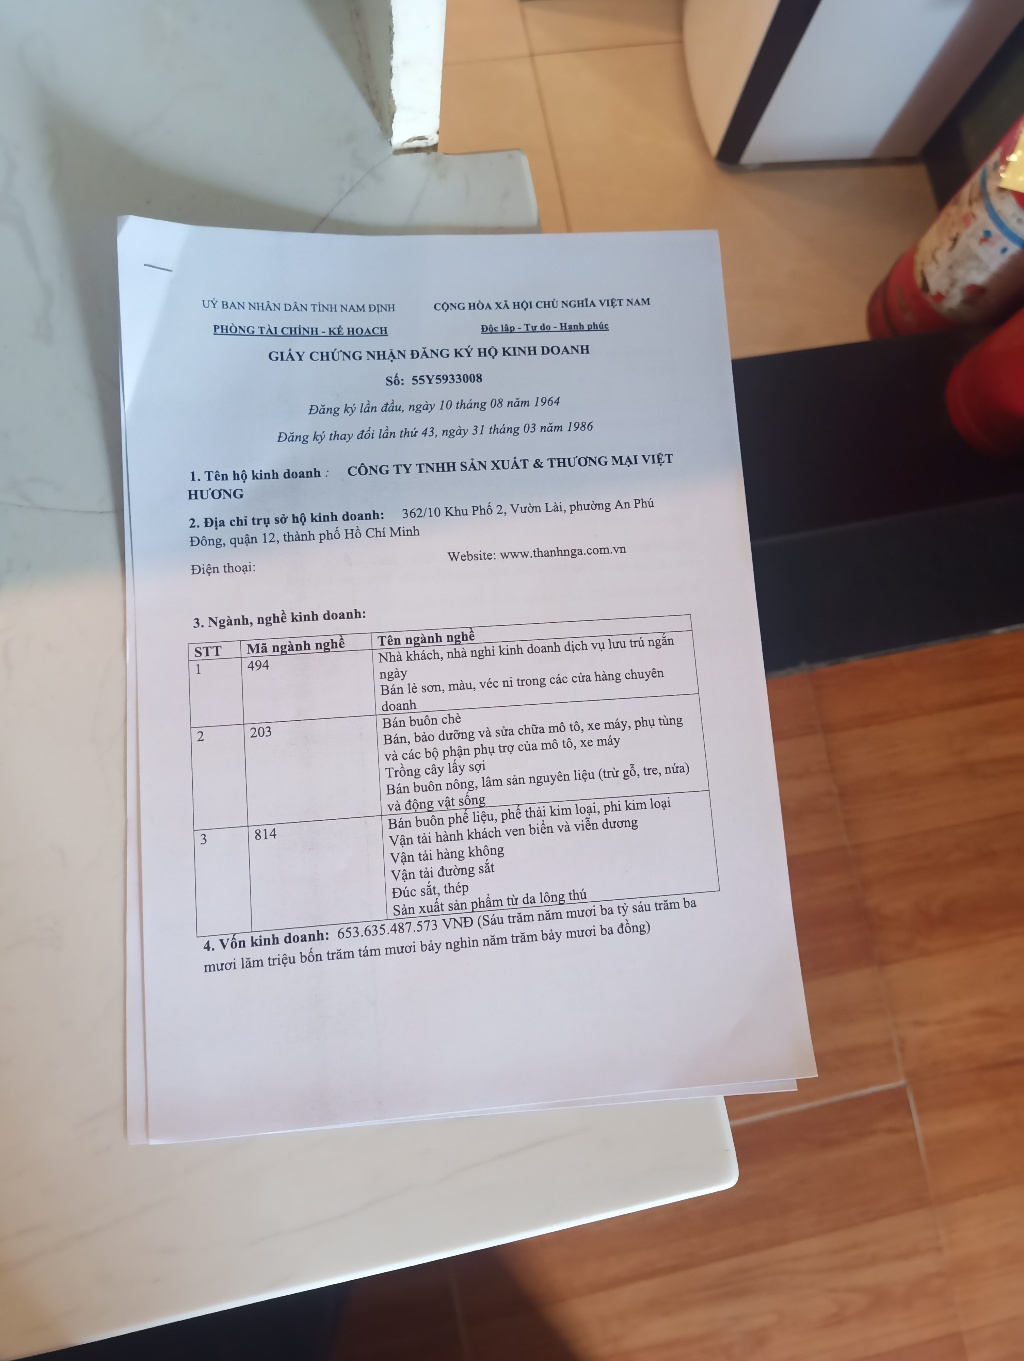 UỶ BAN NHÂN DÂN TỈNH NAM ĐỊNH CỘNG HÒA XÃ HỘI CHỦ NGHĨA VIỆT NAM
PHÒNG TÀI CHÍNH - KẾ HOẠCH Độc lập - Tự do - Hạnh phúc
GIẤY CHỨNG NHẬN ĐĂNG KÝ HỘ KINH DOANH
Số: 55Y5933008
Đăng ký lần đầu, ngày 10 tháng 08 năm 1964
Đăng ký thay đổi lần thứ 43, ngày 31 tháng 03 năm 1986
1. Tên hộ kinh doanh : CÔNG TY TNHH SẢN XUẤT & THƯƠNG MẠI VIỆT
HƯƠNG
2. Địa chỉ trụ sở hộ kinh doanh: 362/10 Khu Phố 2, Vườn Lài, phường An Phú
Đông, quận 12, thành phố Hồ Chí Minh
Điện thoại: Website: www.thanhnga.com.vn
3. Ngành, nghề kinh doanh:
STT Mã ngành nghề Tên ngành nghề
1 494 Nhà khách, nhà nghỉ kinh doanh dịch vụ lưu trú ngắn
ngày
Bán lẻ sơn, màu, véc ni trong các cửa hàng chuyên
doanh
2 203 Bán buôn chè
Bán, bảo dưỡng và sửa chữa mô tô, xe máy, phụ tùng
và các bộ phận phụ trợ của mô tô, xe máy
Trồng cây lấy sợi
Bán buôn nông, lâm sản nguyên liệu (trừ gỗ, tre, nứa)
và động vật sống
3 814 Bán buôn phế liệu, phế thải kim loại, phi kim loại
Vận tải hành khách ven biển và viễn dương
Vận tải hàng không
Vận tải đường sắt
Đúc sắt, thép
Sản xuất sản phẩm từ da lông thú
4. Vốn kinh doanh: 653.635.487.573 VNĐ (Sáu trăm năm mươi ba tỷ sáu trăm ba
mươi lăm triệu bốn trăm tám mươi bảy nghìn năm trăm bảy mươi ba đồng)